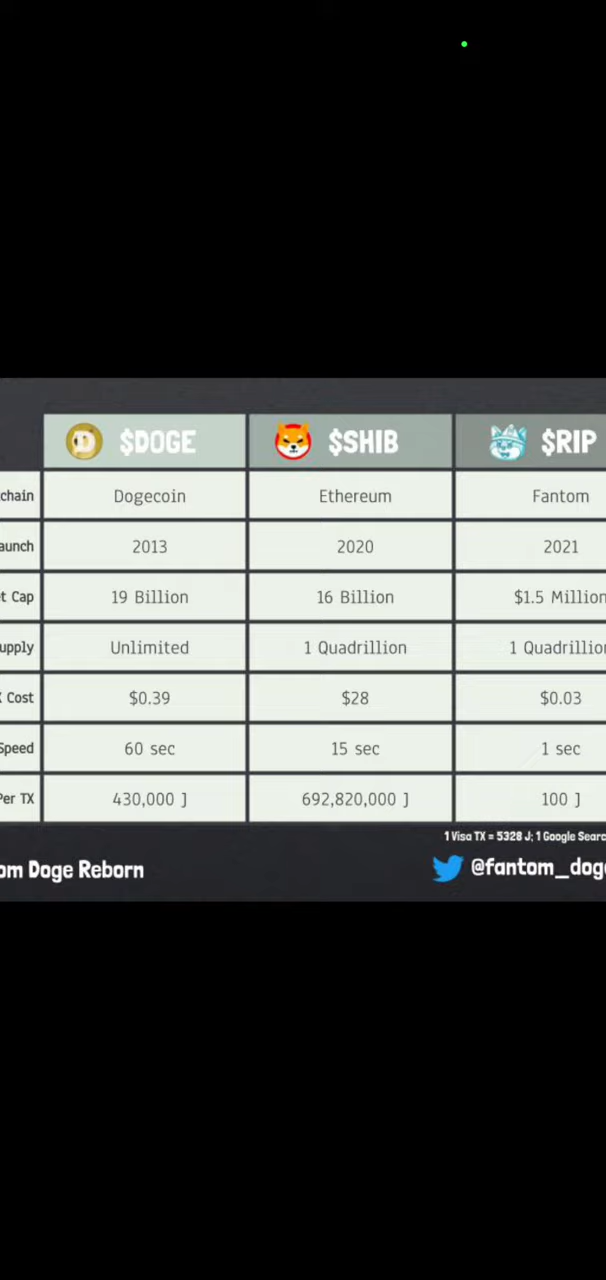 $DOGE $SHIB $RIP
chain Dogecoin Ethereum Fantom
aunch 2013 2020 2021
t Cap 19 Billion 16 Billion $1.5 Million
upply Unlimited 1 Quadrillion 1 Quadrillion
X Cost $0.39 $28 $0.03
Speed 60 sec 15 sec 1 sec
Per TX 430,000 J 692,820,000 J 100 J
1 Visa TX = 5328 J; 1 Google Searc
om Doge Reborn @fantom_doge